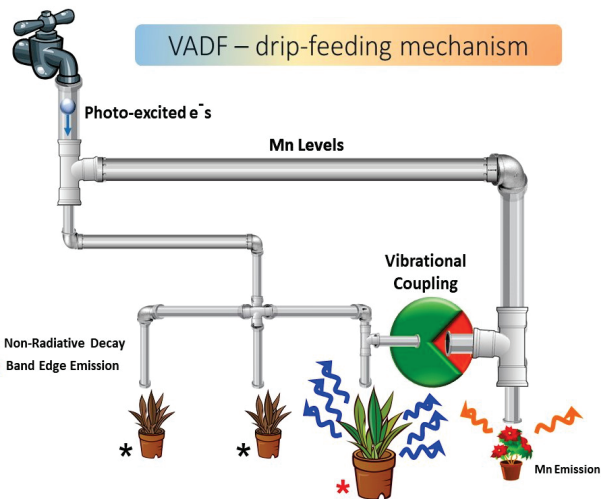 VADF – drip-feeding mechanism
Photo-excited e⁻s
Mn Levels
Vibrational
Coupling
Non-Radiative Decay
Band Edge Emission
*
*
*
Mn Emission